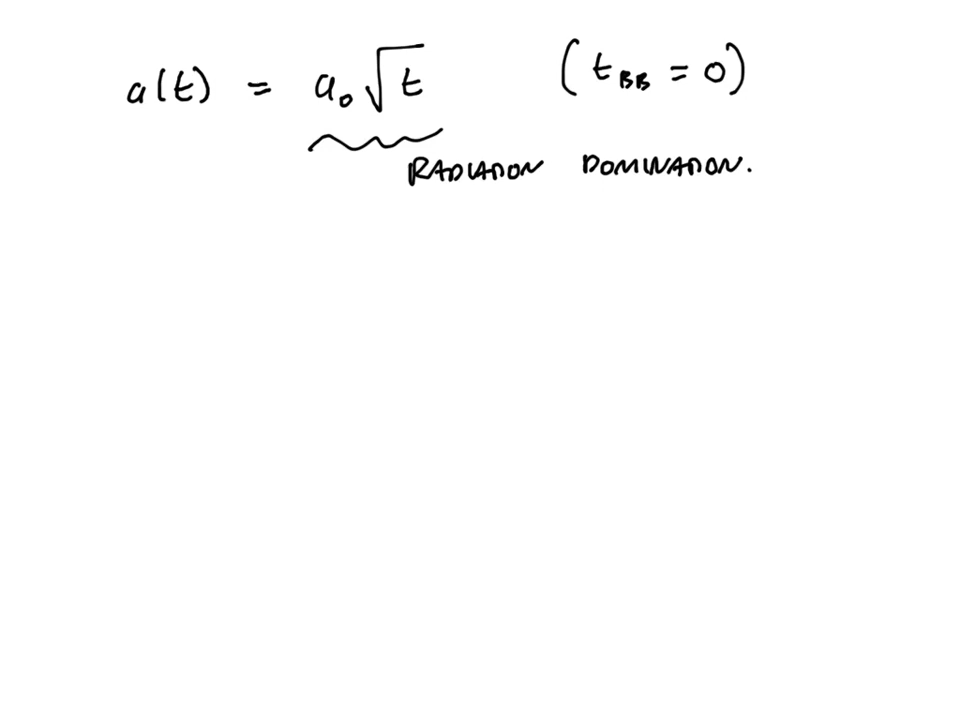 a(t) = a₀√t (t_BB = 0)
RADIATION DOMINATION.